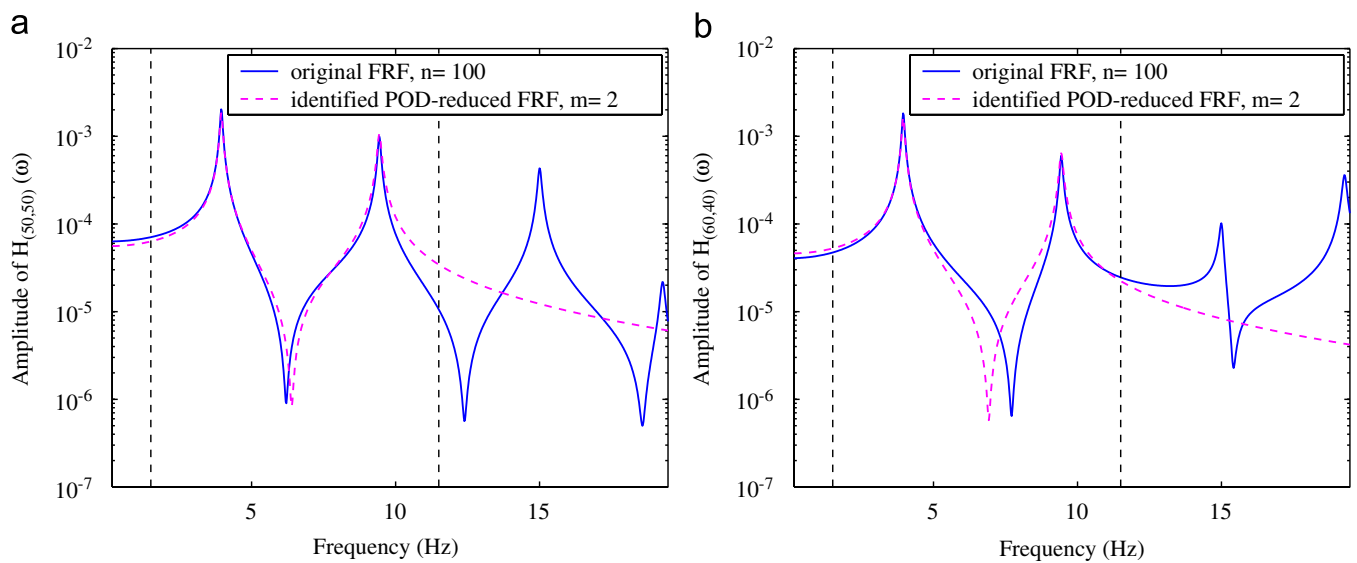 a
10^-2
10^-3
10^-4
10^-5
10^-6
10^-7
Amplitude of H_(50,50) (ω)
original FRF, n= 100
identified POD-reduced FRF, m= 2
5
10
15
Frequency (Hz)
b
10^-2
10^-3
10^-4
10^-5
10^-6
10^-7
Amplitude of H_(60,40) (ω)
original FRF, n= 100
identified POD-reduced FRF, m= 2
5
10
15
Frequency (Hz)